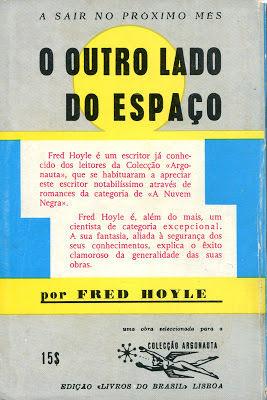 A SAIR NO PRÓXIMO MÊS
O OUTRO LADO
DO ESPAÇO
Fred Hoyle é um escritor já conhe-
cido dos leitores da Colecção «Argo-
nauta», que se habituaram a apreciar
este escritor notabilíssimo através de
romances da categoria de «A Nuvem
Negra».
Fred Hoyle é, além do mais, um
cientista de categoria excepcional.
A sua fantasia, aliada à segurança dos
seus conhecimentos, explica o êxito
clamoroso da generalidade das suas
obras.
por FRED HOYLE
uma obra seleccionada para a
COLECÇÃO ARGONAUTA
15$
EDIÇÃO «LIVROS DO BRASIL» LISBOA